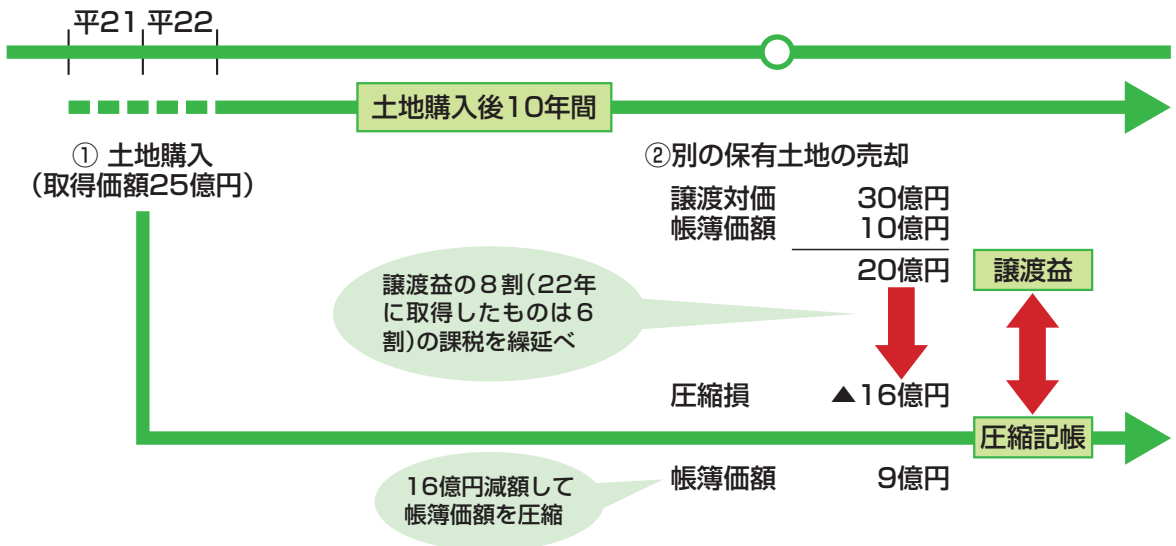 平21 平22
土地購入後10年間
① 土地購入
（取得価額25億円）
②別の保有土地の売却
譲渡対価 30億円
帳簿価額 10億円
20億円 譲渡益
譲渡益の８割（22年
に取得したものは６
割）の課税を繰延べ
圧縮損 ▲16億円
圧縮記帳
16億円減額して
帳簿価額を圧縮
帳簿価額 9億円